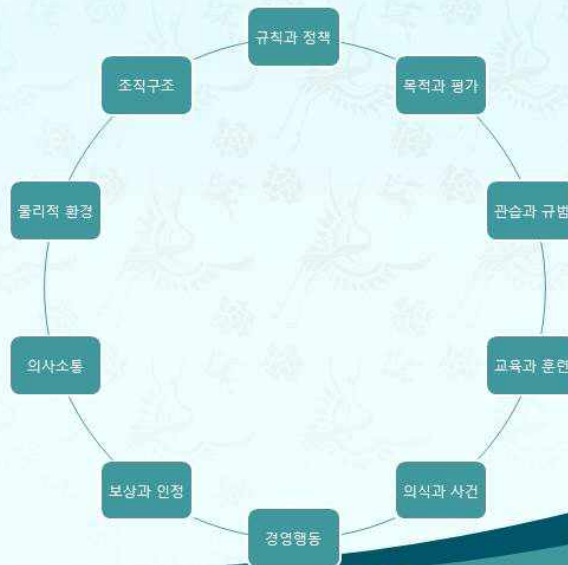 규칙과 정책
목적과 평가
관습과 규범
교육과 훈련
의식과 사건
경영행동
보상과 인정
의사소통
물리적 환경
조직구조